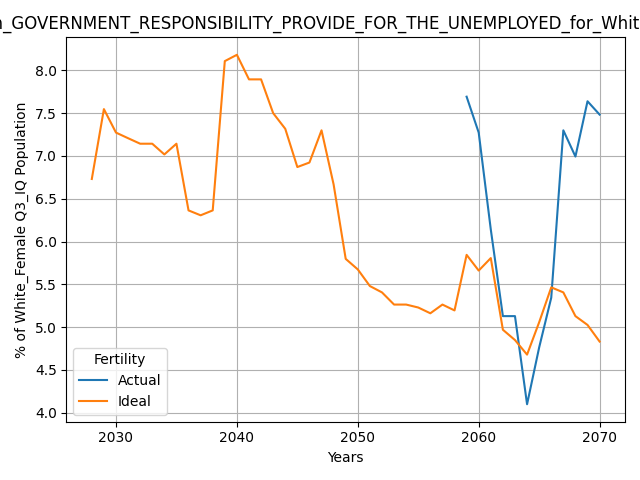 _GOVERNMENT_RESPONSIBILITY_PROVIDE_FOR_THE_UNEMPLOYED_for_Whit
% of White_Female Q3_IQ Population
8.0
7.5
7.0
6.5
6.0
5.5
5.0
4.5
4.0
Fertility
Actual
Ideal
2030
2040
2050
2060
2070
Years